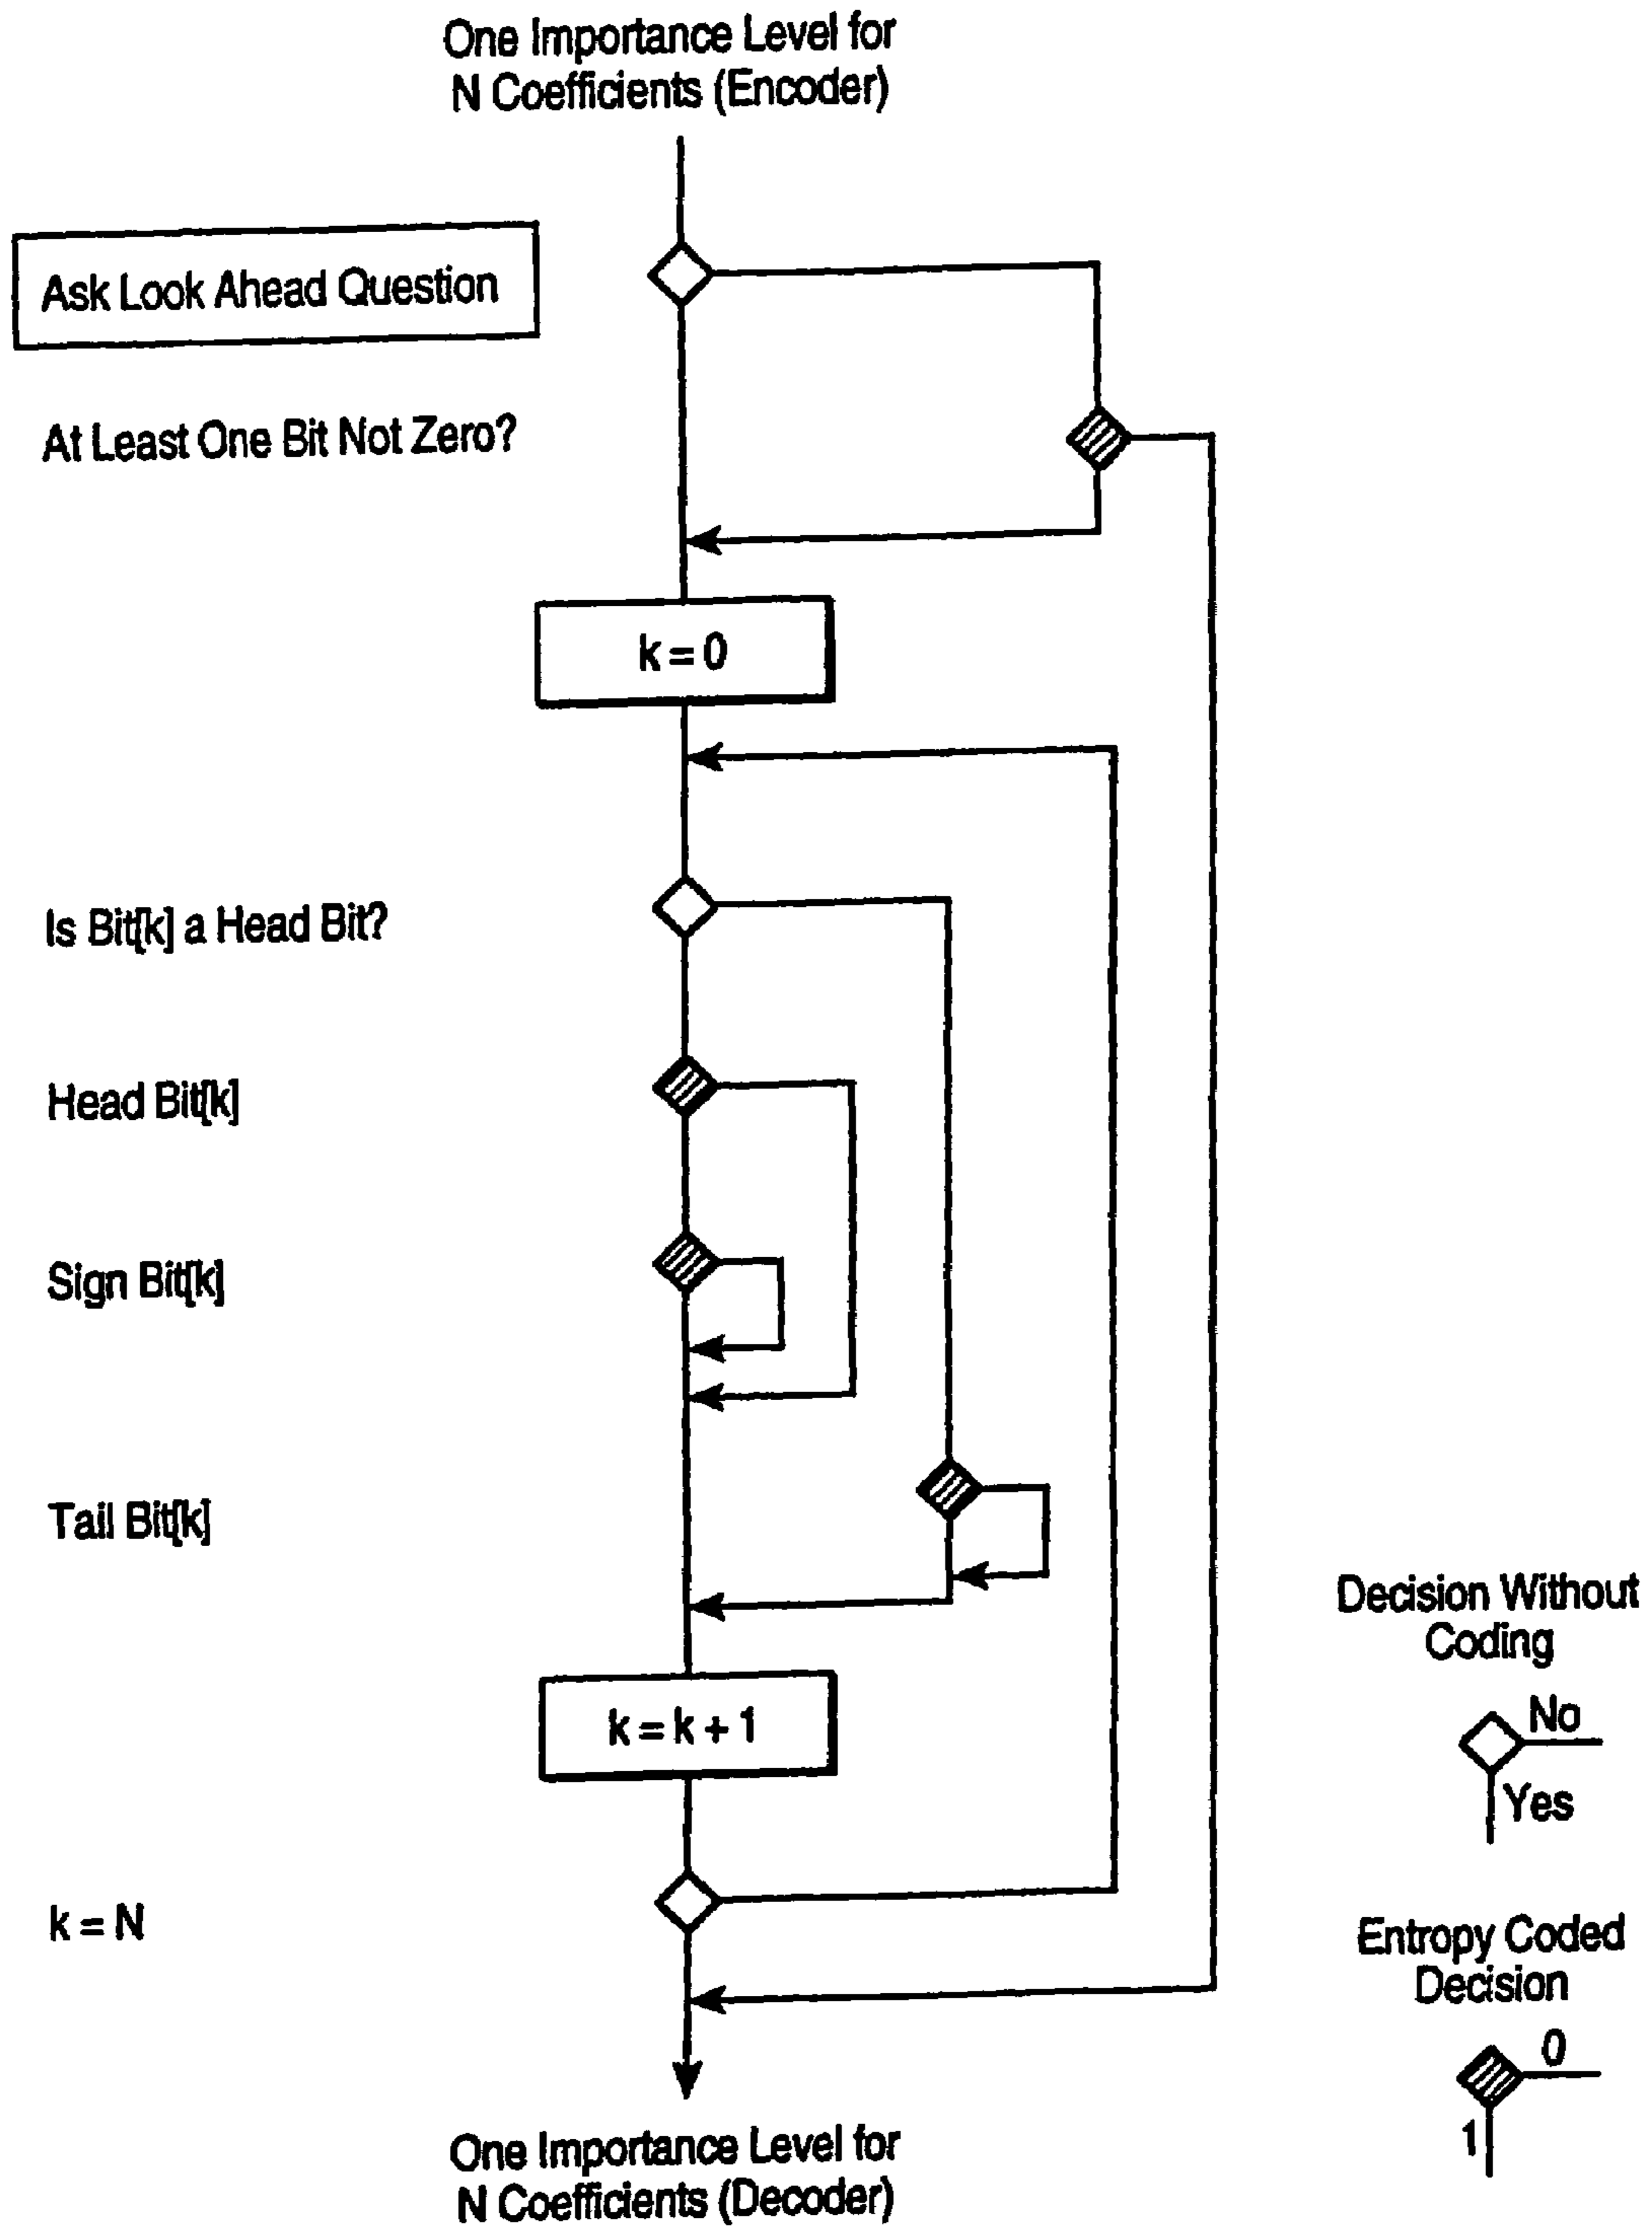 One Importance Level for
N Coefficients (Encoder)
Ask Look Ahead Question
At Least One Bit Not Zero?
k = 0
Is Bit[k] a Head Bit?
Head Bit[k]
Sign Bit[k]
Tail Bit[k]
k = k + 1
k = N
One Importance Level for
N Coefficients (Decoder)
Decision Without
Coding
No
Yes
Entropy Coded
Decision
0
1